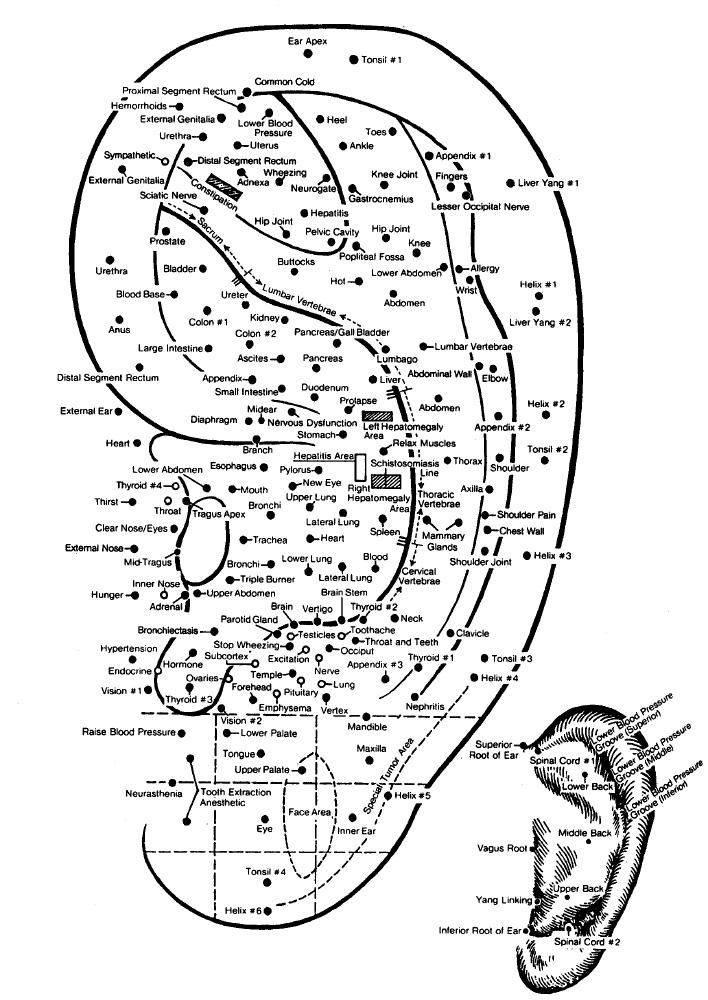 Ear Apex
Tonsil #1
Common Cold
Proximal Segment Rectum
Hemorrhoids
External Genitalia
Lower Blood
Pressure
Heel
Toes
Urethra
Uterus
Ankle
Appendix #1
Sympathetic
Distal Segment Rectum
Wheezing
Knee Joint
Fingers
Liver Yang #1
External Genitalia
Adnexa
Neurogate
Gastrocnemius
Lesser Occipital Nerve
Constipation
Sciatic Nerve
Hip Joint
Hepatitis
Sacrum
Pelvic Cavity
Hip Joint
Knee
Prostate
Popliteal Fossa
Buttocks
Urethra
Bladder
Hot
Lower Abdomen
Allergy
Wrist
Helix #1
Blood Base
Ureter
Lumbar Vertebrae
Abdomen
Liver Yang #2
Anus
Colon #1
Kidney
Colon #2
Pancreas/Gall Bladder
Large Intestine
Lumbago
Lumbar Vertebrae
Ascites
Pancreas
Distal Segment Rectum
Appendix
Liver
Abdominal Wall
Elbow
Small Intestine
Duodenum
Prolapse
Abdomen
Helix #2
External Ear
Midear
Diaphragm
Nervous Dysfunction
Left Hepatomegaly
Area
Appendix #2
Stomach
Heart
Branch
Relax Muscles
Tonsil #2
Hepatitis Area
Schistosomiasis
Line
Thorax
Shoulder
Lower Abdomen
Esophagus
Pylorus
Thyroid #4
Mouth
New Eye
Right
Hepatomegaly
Area
Thoracic
Vertebrae
Axilla
Thirst
Throat
Tragus Apex
Bronchi
Upper Lung
Lateral Lung
Shoulder Pain
Clear Nose/Eyes
Spleen
Mammary
Glands
Chest Wall
Trachea
Heart
External Nose
Mid-Tragus
Helix #3
Bronchi
Lower Lung
Blood
Shoulder Joint
Inner Nose
Triple Burner
Lateral Lung
Cervical
Vertebrae
Hunger
Adrenal
Upper Abdomen
Brain Stem
Brain
Vertigo
Thyroid #2
Parotid Gland
Neck
Bronchiectasis
Testicles
Toothache
Clavicle
Stop Wheezing
Throat and Teeth
Hypertension
Subcortex
Excitation
Occiput
Tonsil #3
Hormone
Endocrine
Nerve
Appendix #3
Thyroid #1
Ovaries
Temple
Helix #4
Vision #1
Forehead
Pituitary
Lung
Thyroid #3
Emphysema
Vertex
Nephritis
Vision #2
Mandible
Raise Blood Pressure
Lower Palate
Tongue
Maxilla
Upper Palate
Special Tumor Area
Neurasthenia
Tooth Extraction
Anesthetic
Face Area
Helix #5
Eye
Inner Ear
Tonsil #4
Helix #6
Lower Blood Pressure
Groove (Superior)
Superior
Root of Ear
Spinal Cord #1
Lower Blood Pressure
Groove (Middle)
Lower Back
Lower Blood Pressure
Groove (Inferior)
Middle Back
Vagus Root
Upper Back
Yang Linking
Inferior Root of Ear
Spinal Cord #2